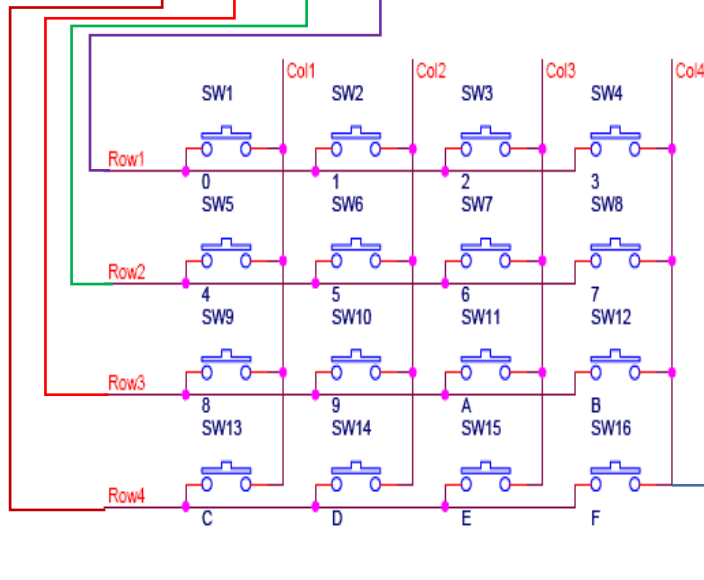 Col1 Col2 Col3 Col4
SW1 SW2 SW3 SW4
Row1
0 1 2 3
SW5 SW6 SW7 SW8
Row2
4 5 6 7
SW9 SW10 SW11 SW12
Row3
8 9 A B
SW13 SW14 SW15 SW16
Row4
C D E F